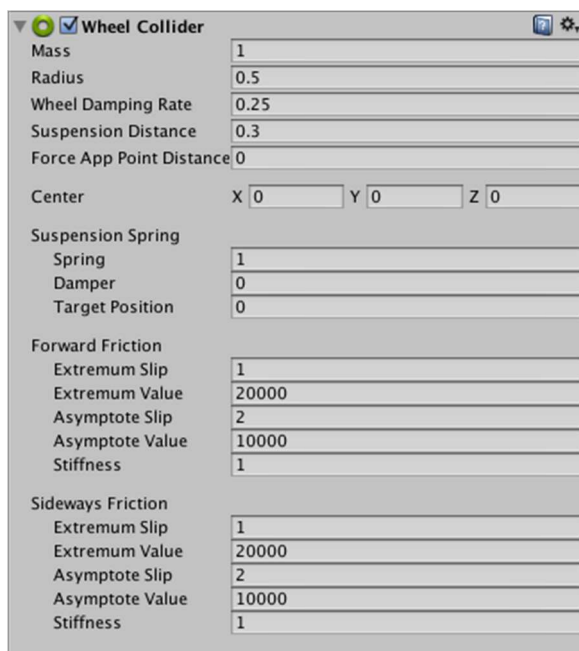 Wheel Collider
Mass 1
Radius 0.5
Wheel Damping Rate 0.25
Suspension Distance 0.3
Force App Point Distance 0
Center X 0 Y 0 Z 0
Suspension Spring
Spring 1
Damper 0
Target Position 0
Forward Friction
Extremum Slip 1
Extremum Value 20000
Asymptote Slip 2
Asymptote Value 10000
Stiffness 1
Sideways Friction
Extremum Slip 1
Extremum Value 20000
Asymptote Slip 2
Asymptote Value 10000
Stiffness 1